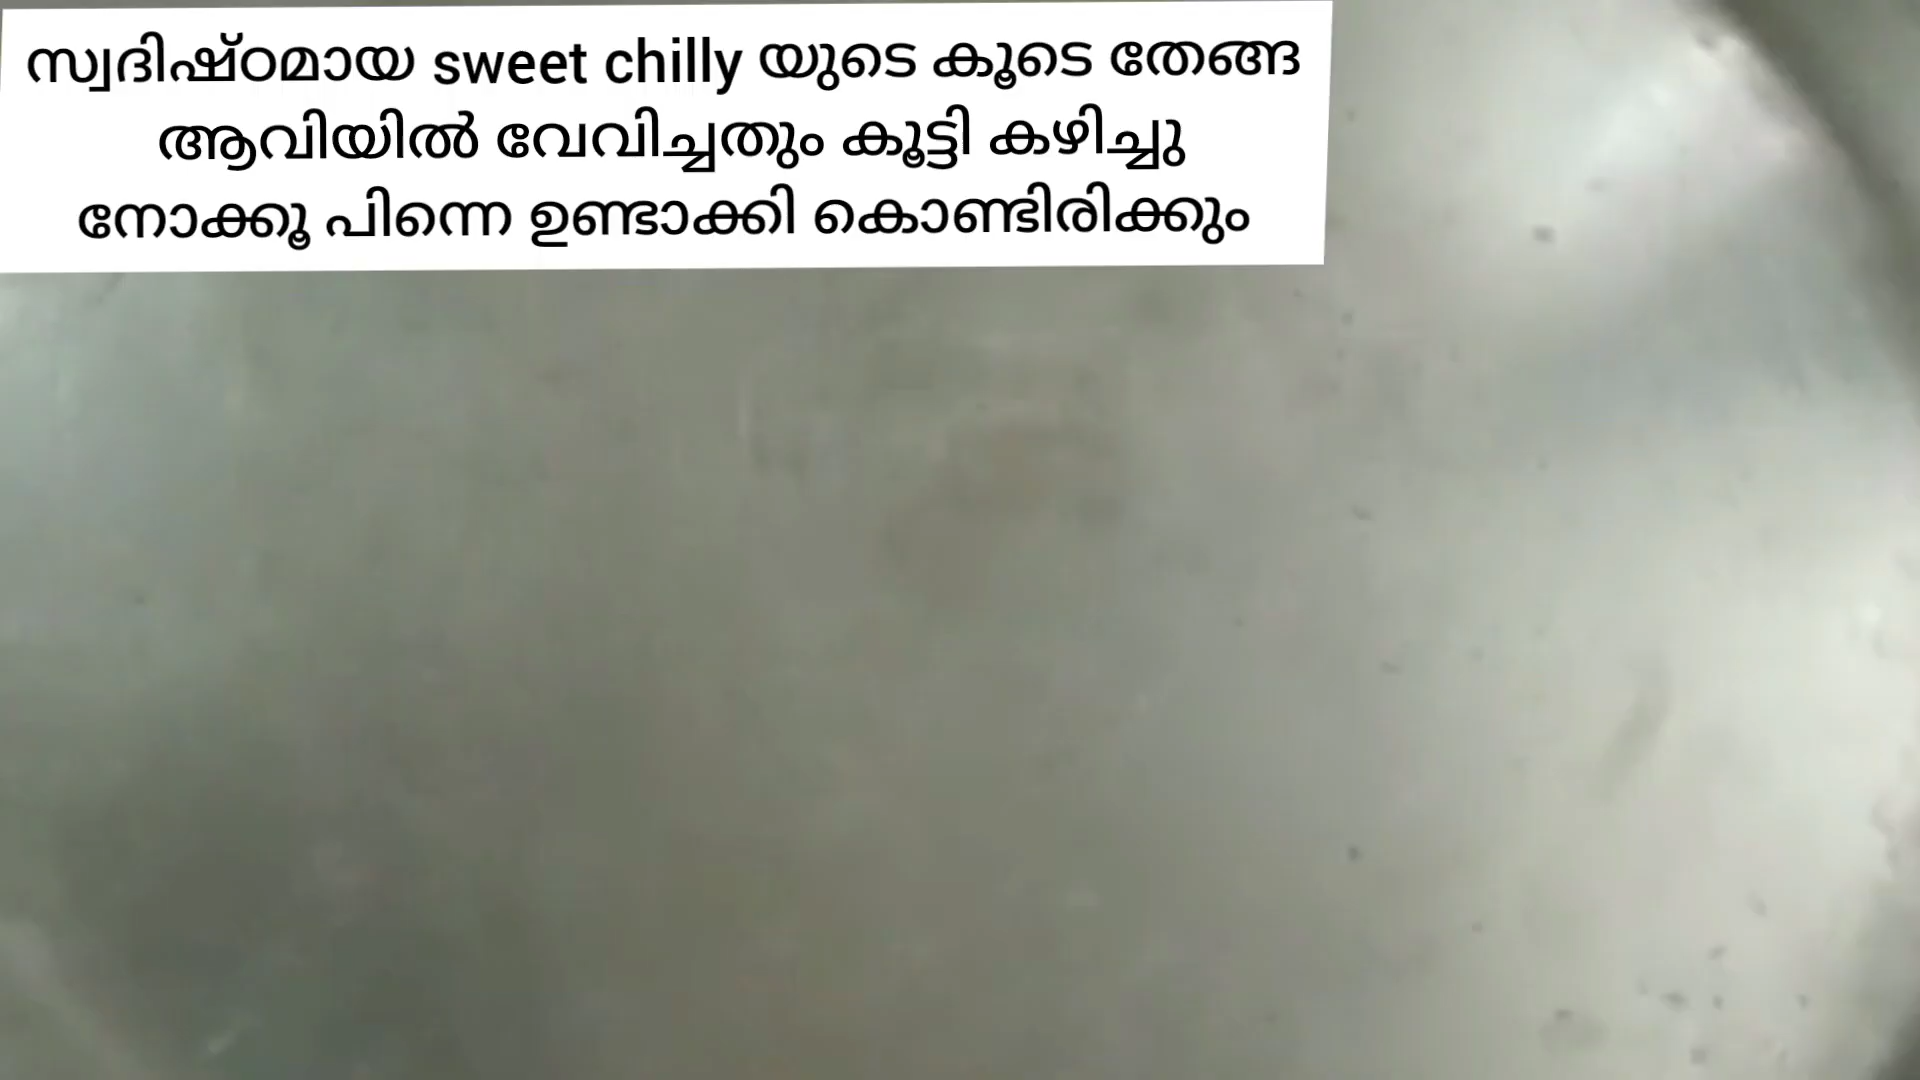 സ്വദിഷ്ഠമായ sweet chilly യുടെ കൂടെ തേങ്ങ
ആവിയിൽ വേവിച്ചതും കൂട്ടി കഴിച്ചു
നോക്കൂ പിന്നെ ഉണ്ടാക്കി കൊണ്ടിരിക്കും